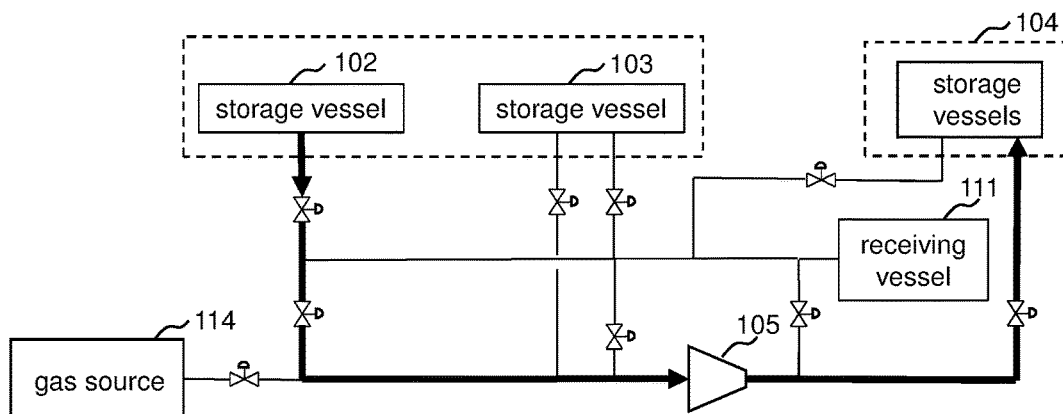 102
storage vessel
103
storage vessel
104
storage
vessels
111
receiving
vessel
114
gas source
105